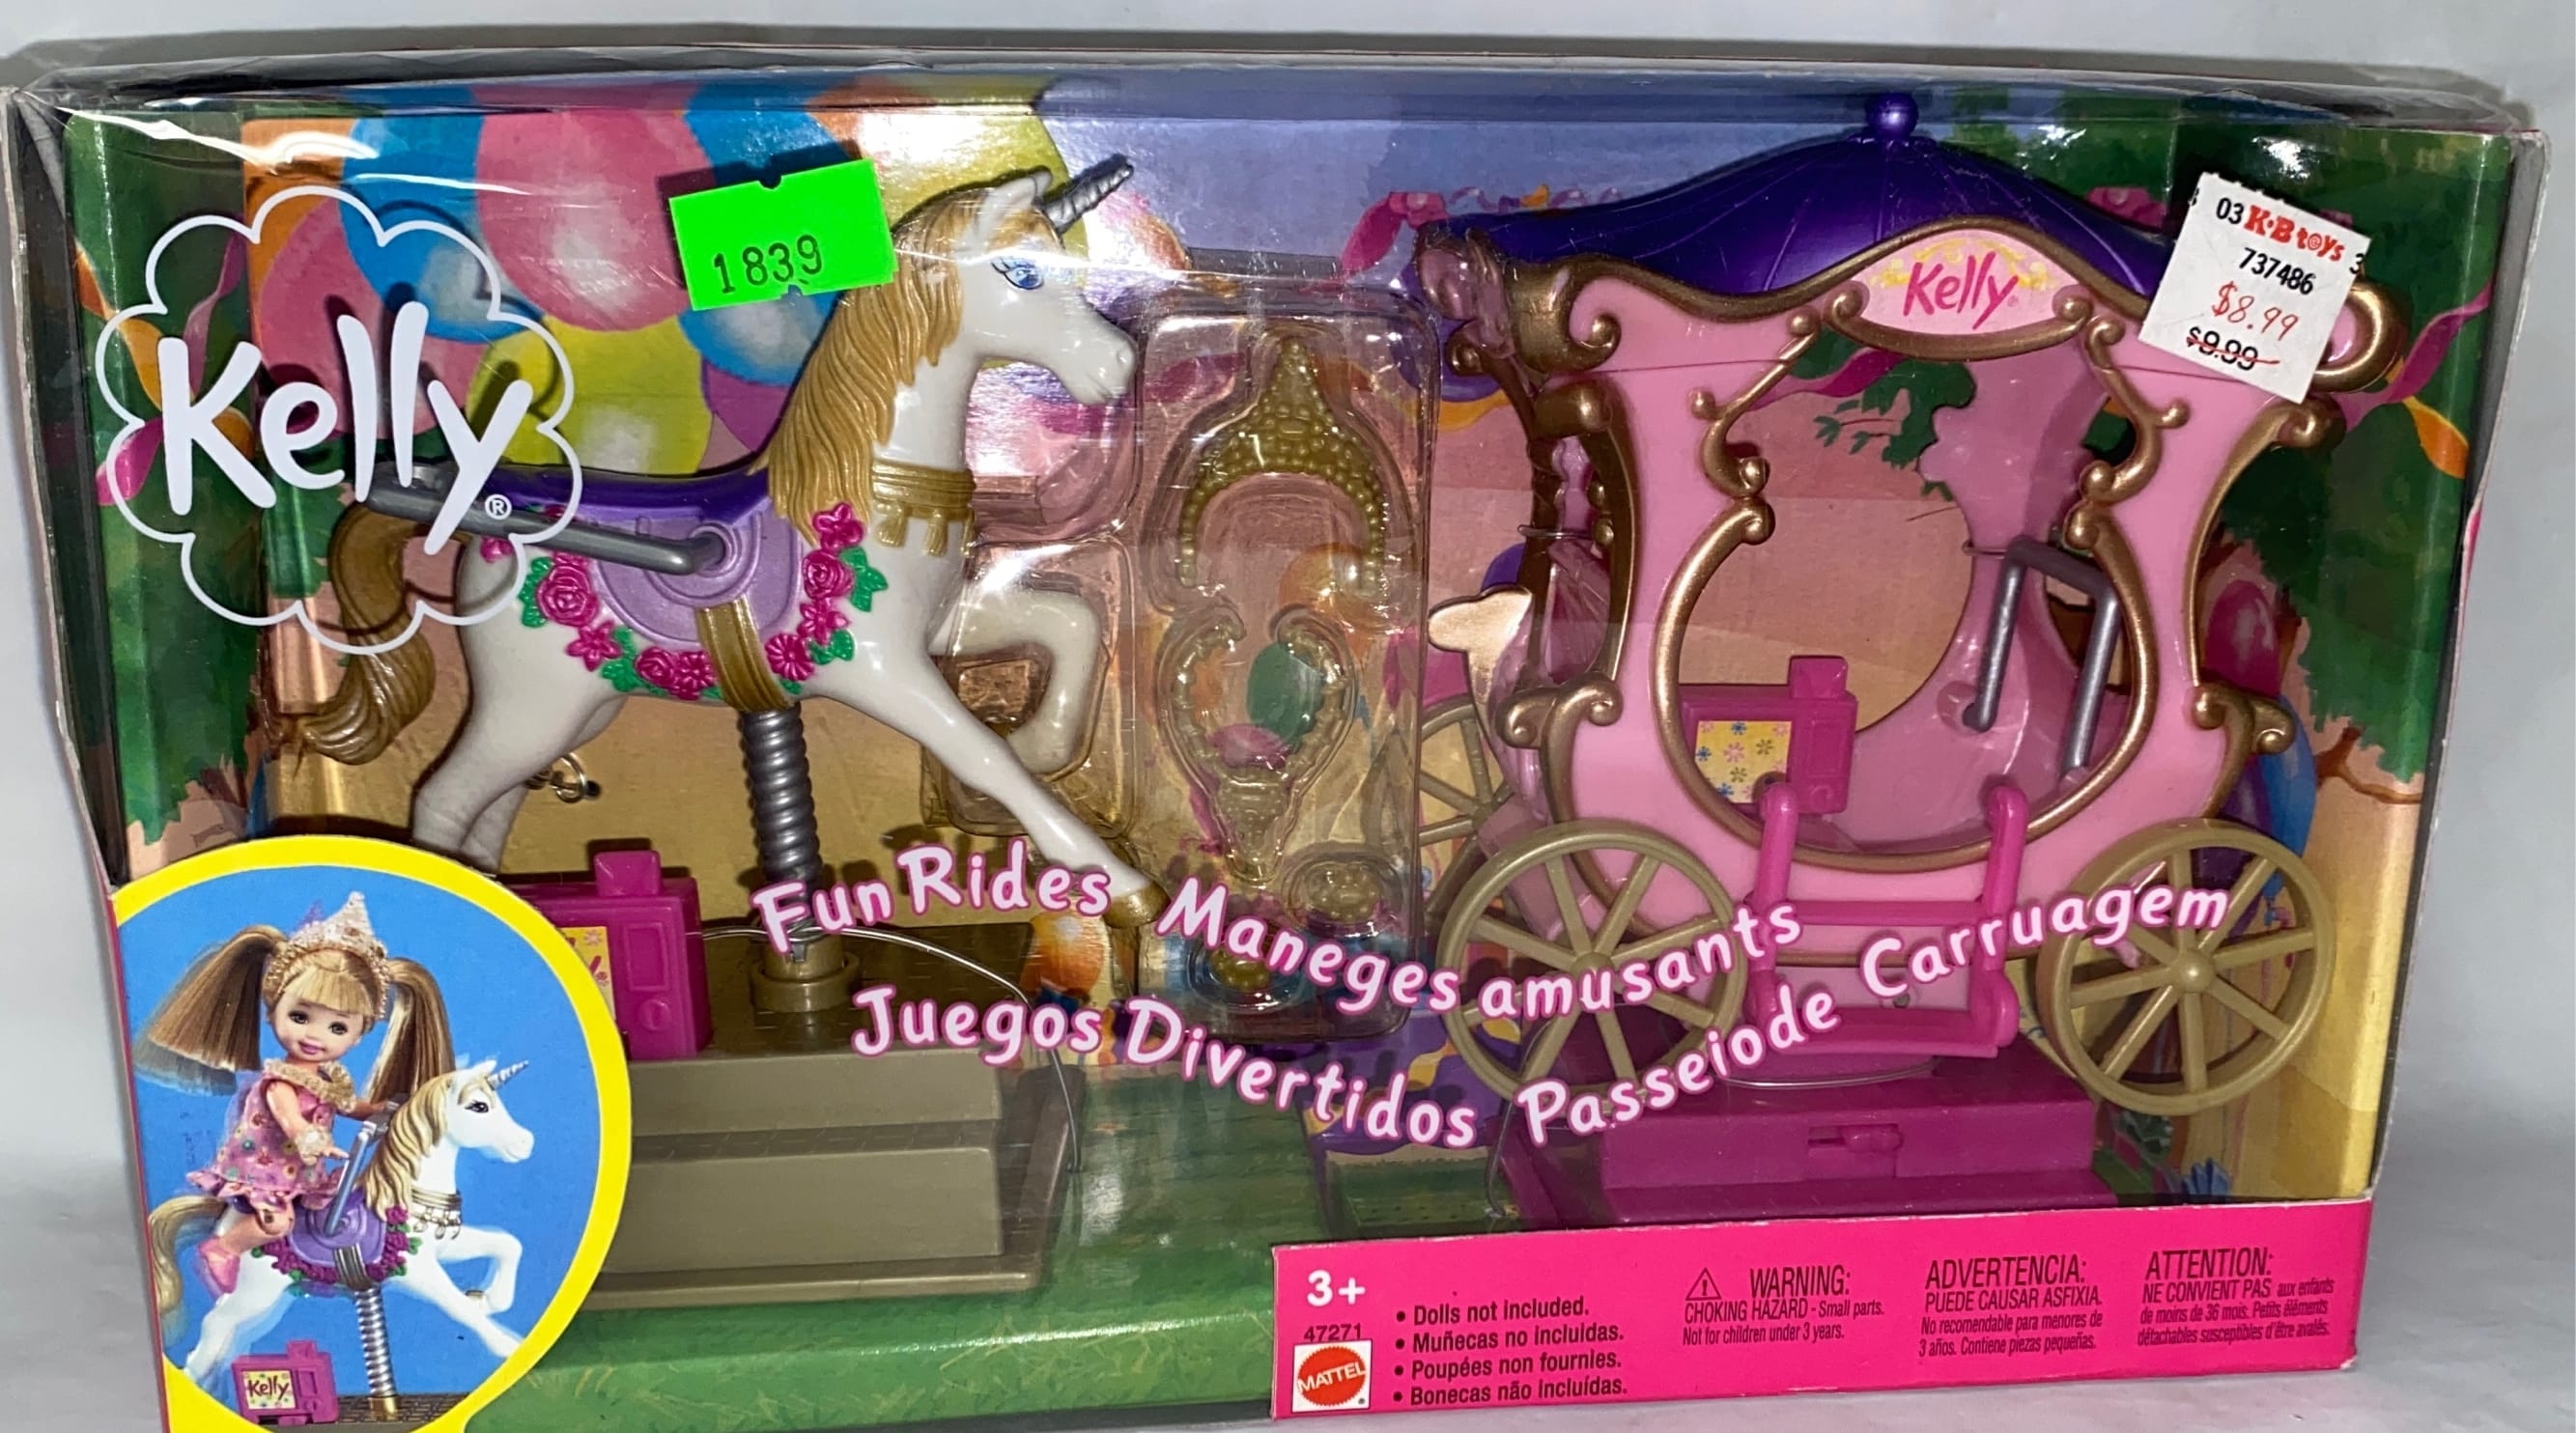 Kelly®
1839
Kelly
03 K·B toys
737486
$8.99
$9.99
Fun Rides
Maneges amusants
Juegos Divertidos
Passeiode Carruagem
Kelly
3+
47271
MATTEL
• Dolls not included.
• Muñecas no incluidas.
• Poupées non fournies.
• Bonecas não Incluídas.
WARNING:
CHOKING HAZARD - Small parts.
Not for children under 3 years.
ADVERTENCIA:
PUEDE CAUSAR ASFIXIA.
No recomendable para menores de
3 años. Contiene piezas pequeñas.
ATTENTION:
NE CONVIENT PAS aux enfants
de moins de 36 mois. Petits éléments
détachables susceptibles d'être avalés.